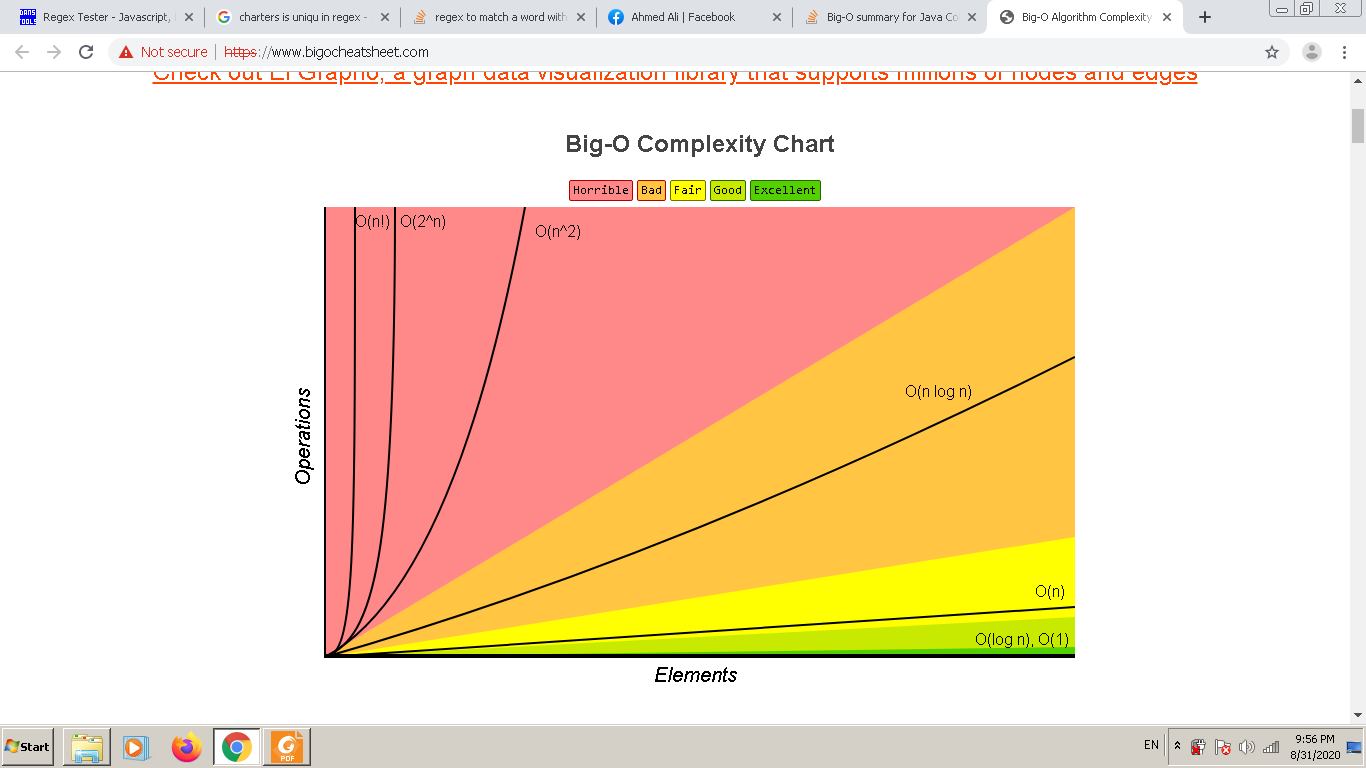 Regex Tester - Javascript,
charters is uniqu in regex -
regex to match a word with
Ahmed Ali | Facebook
Big-O summary for Java Co
Big-O Algorithm Complexity
Not secure | https://www.bigocheatsheet.com
Check out El Grapho, a graph data visualization library that supports millions of nodes and edges
Big-O Complexity Chart
Horrible Bad Fair Good Excellent
O(n!) O(2^n)
O(n^2)
O(n log n)
O(n)
O(log n), O(1)
Operations
Elements
Start
PDF
EN
9:56 PM
8/31/2020